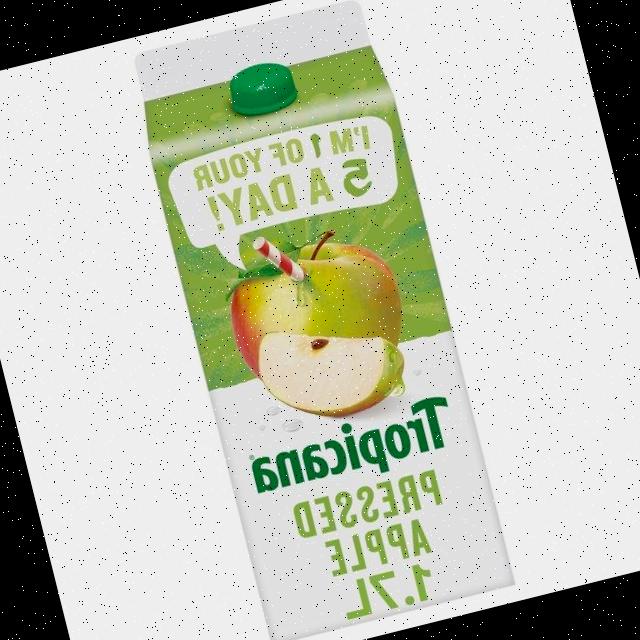 I'M 1 OF YOUR
5 A DAY!
Tropicana
PRESSED
APPLE
1.7L